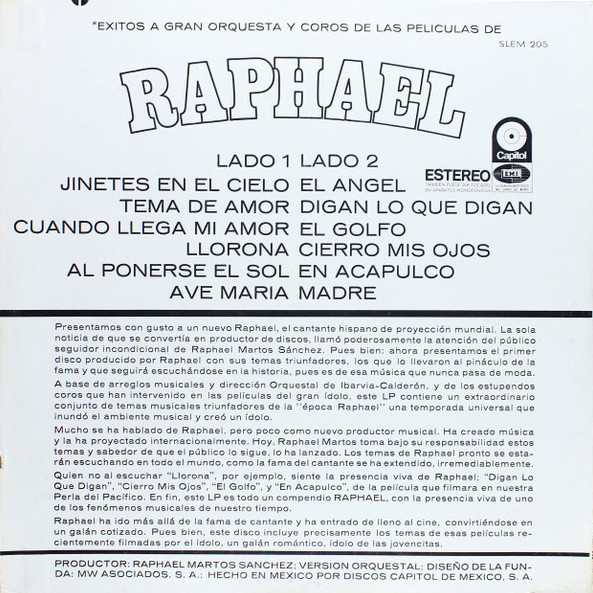 "EXITOS A GRAN ORQUESTA Y COROS DE LAS PELICULAS DE
SLEM 205
RAPHAEL
Capitol
EMI
ESTEREO
TAMBIEN PUEDE SER TOCADO
EN APARATOS MONOFONICOS
LADO 1 LADO 2
JINETES EN EL CIELO EL ANGEL
TEMA DE AMOR DIGAN LO QUE DIGAN
CUANDO LLEGA MI AMOR EL GOLFO
LLORONA CIERRO MIS OJOS
AL PONERSE EL SOL EN ACAPULCO
AVE MARIA MADRE
Presentamos con gusto a un nuevo Raphael, el cantante hispano de proyección mundial. La sola
noticia de que se convertía en productor de discos, llamó poderosamente la atención del público
seguidor incondicional de Raphael Martos Sánchez. Pues bien: ahora presentamos el primer
disco producido por Raphael con sus temas triunfadores, los que lo llevaron al pináculo de la
fama y que seguirá escuchándose en la historia, pues es de esa música que nunca pasa de moda.
A base de arreglos musicales y dirección Orquestal de Ibarvia-Calderón, y de los estupendos
coros que han intervenido en las películas del gran ídolo, este LP contiene un extraordinario
conjunto de temas musicales triunfadores de la "época Raphael" una temporada universal que
inundó el ambiente musical y creó un ídolo.
Mucho se ha hablado de Raphael, pero poco como nuevo productor musical. Ha creado música
y la ha proyectado internacionalmente. Hoy, Raphael Martos toma bajo su responsabilidad estos
temas y sabedor de que el público lo sigue, lo ha lanzado. Los temas de Raphael pronto se esta-
rán escuchando en todo el mundo, como la fama del cantante se ha extendido, irremediablemente.
Quien no al escuchar "Llorona", por ejemplo, siente la presencia viva de Raphael; "Digan Lo
Que Digan", "Cierro Mis Ojos", "El Golfo", y "En Acapulco", de la película que filmara en nuestra
Perla del Pacífico. En fin, este LP es todo un compendio RAPHAEL, con la presencia viva de uno
de los fenómenos musicales de nuestro tiempo.
Raphael ha ido más allá de la fama de cantante y ha entrado de lleno al cine, convirtiéndose en
un galán cotizado. Pues bien, este disco incluye precisamente los temas de esas películas re-
cientemente filmadas por el ídolo, un galán romántico, ídolo de las jovencitas.
PRODUCTOR: RAPHAEL MARTOS SANCHEZ; VERSION ORQUESTAL; DISEÑO DE LA FUN-
DA: MW ASOCIADOS, S. A.; HECHO EN MEXICO POR DISCOS CAPITOL DE MEXICO, S. A.